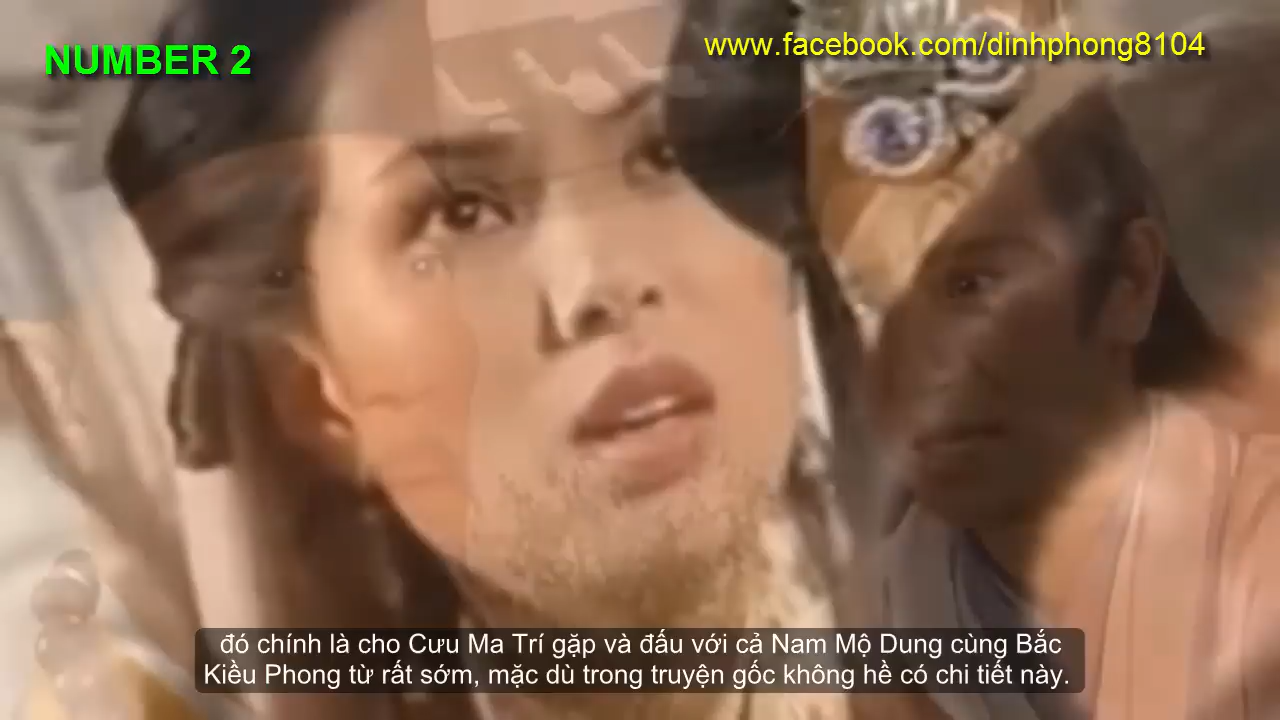 NUMBER 2
www.facebook.com/dinhphong8104
đó chính là cho Cưu Ma Trí gặp và đấu với cả Nam Mộ Dung cùng Bắc
Kiều Phong từ rất sớm, mặc dù trong truyện gốc không hề có chi tiết này.